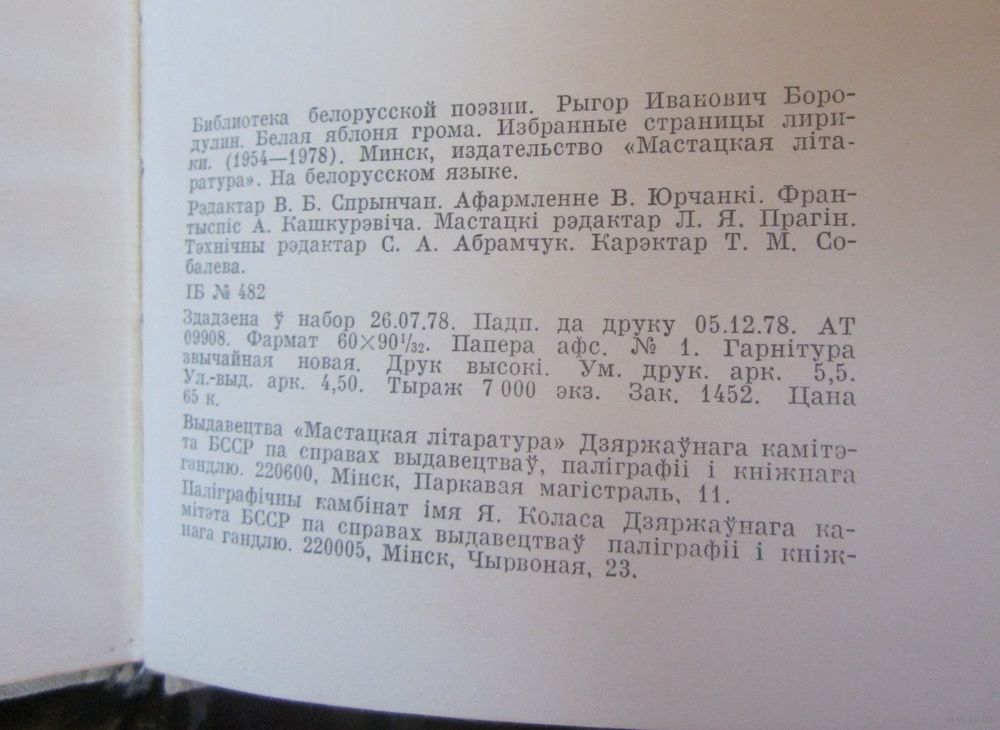 Библиотека белорусской поэзии. Рыгор Иванович Боро-
дулин. Белая яблоня грома. Избранные страницы лири-
ки. (1954—1978). Минск, издательство «Мастацкая літа-
ратура». На белорусском языке.
Рэдактар В. Б. Спрынчан. Афармленне В. Юрчанкі. Фран-
тыспіс А. Кашкурэвіча. Мастацкі рэдактар Л. Я. Прагін.
Тэхнічны рэдактар С. А. Абрамчук. Карэктар Т. М. Со-
балева.
ІБ № 482
Здадзена ў набор 26.07.78. Падп. да друку 05.12.78. АТ
09908. Фармат 60×90¹/₃₂. Папера афс. № 1. Гарнітура
звычайная новая. Друк высокі. Ум. друк. арк. 5,5.
Ул.-выд. арк. 4,50. Тыраж 7 000 экз. Зак. 1452. Цана
65 к.
Выдавецтва «Мастацкая літаратура» Дзяржаўнага камітэ-
та БССР па справах выдавецтваў, паліграфіі і кніжнага
гандлю. 220600, Мінск, Паркавая магістраль, 11.
Паліграфічны камбінат імя Я. Коласа Дзяржаўнага ка-
мітэта БССР па справах выдавецтваў паліграфіі і кніж-
нага гандлю. 220005, Мінск, Чырвоная, 23.